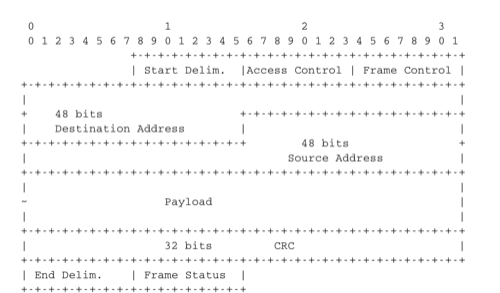 0 1 2 3
0 1 2 3 4 5 6 7 8 9 0 1 2 3 4 5 6 7 8 9 0 1 2 3 4 5 6 7 8 9 0 1
+-+-+-+-+-+-+-+-+-+-+-+-+-+-+-+-+-+-+-+-+-+-+-+-+
| Start Delim. |Access Control | Frame Control |
+-+-+-+-+-+-+-+-+-+-+-+-+-+-+-+-+-+-+-+-+-+-+-+-+-+-+-+-+-+-+-+-+
| |
+ 48 bits +-+-+-+-+-+-+-+-+-+-+-+-+-+-+-+-+
| Destination Address | |
+-+-+-+-+-+-+-+-+-+-+-+-+-+-+-+-+ 48 bits +
| Source Address |
+-+-+-+-+-+-+-+-+-+-+-+-+-+-+-+-+-+-+-+-+-+-+-+-+-+-+-+-+-+-+-+-+
| |
~ Payload |
| |
+-+-+-+-+-+-+-+-+-+-+-+-+-+-+-+-+-+-+-+-+-+-+-+-+-+-+-+-+-+-+-+-+
| 32 bits CRC |
+-+-+-+-+-+-+-+-+-+-+-+-+-+-+-+-+-+-+-+-+-+-+-+-+-+-+-+-+-+-+-+-+
| End Delim. | Frame Status |
+-+-+-+-+-+-+-+-+-+-+-+-+-+-+-+-+